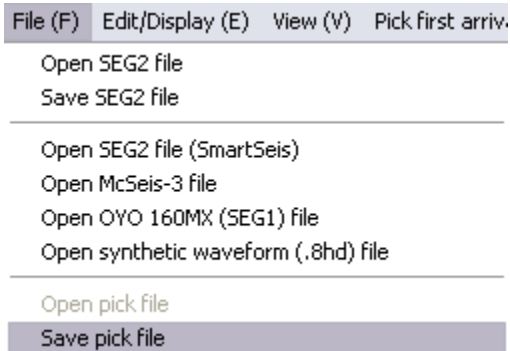 File (F) Edit/Display (E) View (V) Pick first
Open SEG2 file
Save SEG2 file
Open SEG2 file (SmartSeis)
Open McSeis-3 file
Open OYO 160MX (SEG1) file
Open synthetic waveform (.8hd) file
Open pick file
Save pick file